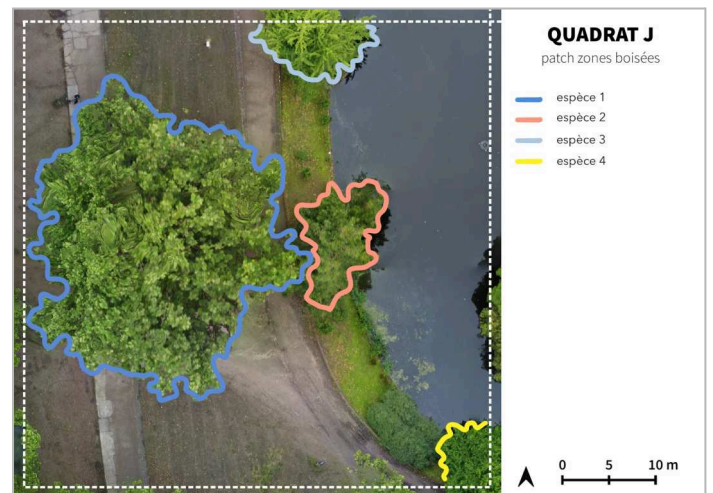 QUADRAT J
patch zones boisées
espèce 1
espèce 2
espèce 3
espèce 4
0 5 10 m